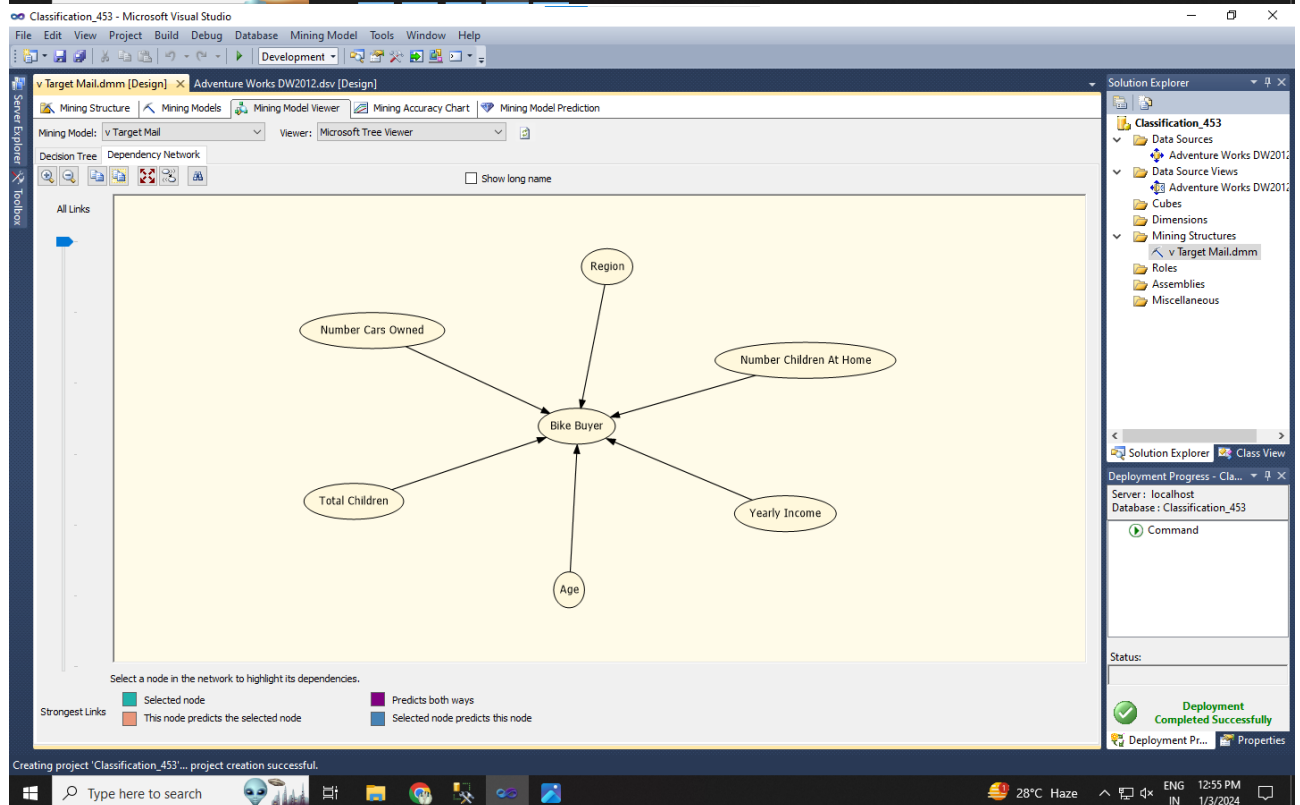 Classification_453 - Microsoft Visual Studio
File Edit View Project Build Debug Database Mining Model Tools Window Help
Development
v Target Mail.dmm [Design] Adventure Works DW2012.dsv [Design]
Mining Structure Mining Models Mining Model Viewer Mining Accuracy Chart Mining Model Prediction
Mining Model: v Target Mail Viewer: Microsoft Tree Viewer
Decision Tree Dependency Network
Show long name
Server Explorer
Toolbox
All Links
Region
Number Cars Owned
Number Children At Home
Bike Buyer
Total Children
Yearly Income
Age
Strongest Links
Select a node in the network to highlight its dependencies.
Selected node Predicts both ways
This node predicts the selected node Selected node predicts this node
Solution Explorer
Classification_453
Data Sources
Adventure Works DW2012
Data Source Views
Adventure Works DW2012
Cubes
Dimensions
Mining Structures
v Target Mail.dmm
Roles
Assemblies
Miscellaneous
Solution Explorer Class View
Deployment Progress - Cla...
Server : localhost
Database : Classification_453
Command
Status:
Deployment
Completed Successfully
Deployment Pr... Properties
Creating project 'Classification_453'... project creation successful.
Type here to search
1
28°C Haze
ENG
IN
12:55 PM
1/3/2024